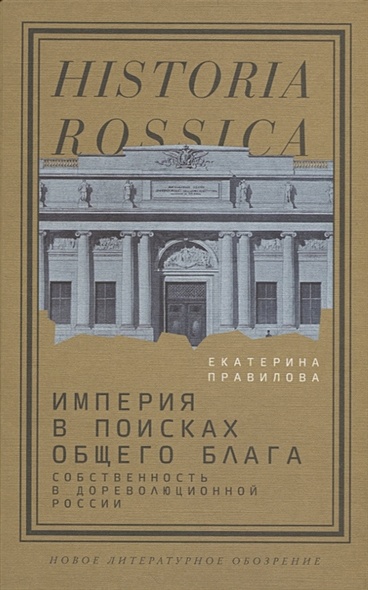 HISTORIA
ROSSICA
ЕКАТЕРИНА
ПРАВИЛОВА
ИМПЕРИЯ
В ПОИСКАХ
ОБЩЕГО БЛАГА
СОБСТВЕННОСТЬ
В ДОРЕВОЛЮЦИОННОЙ
РОССИИ
НОВОЕ ЛИТЕРАТУРНОЕ ОБОЗРЕНИЕ